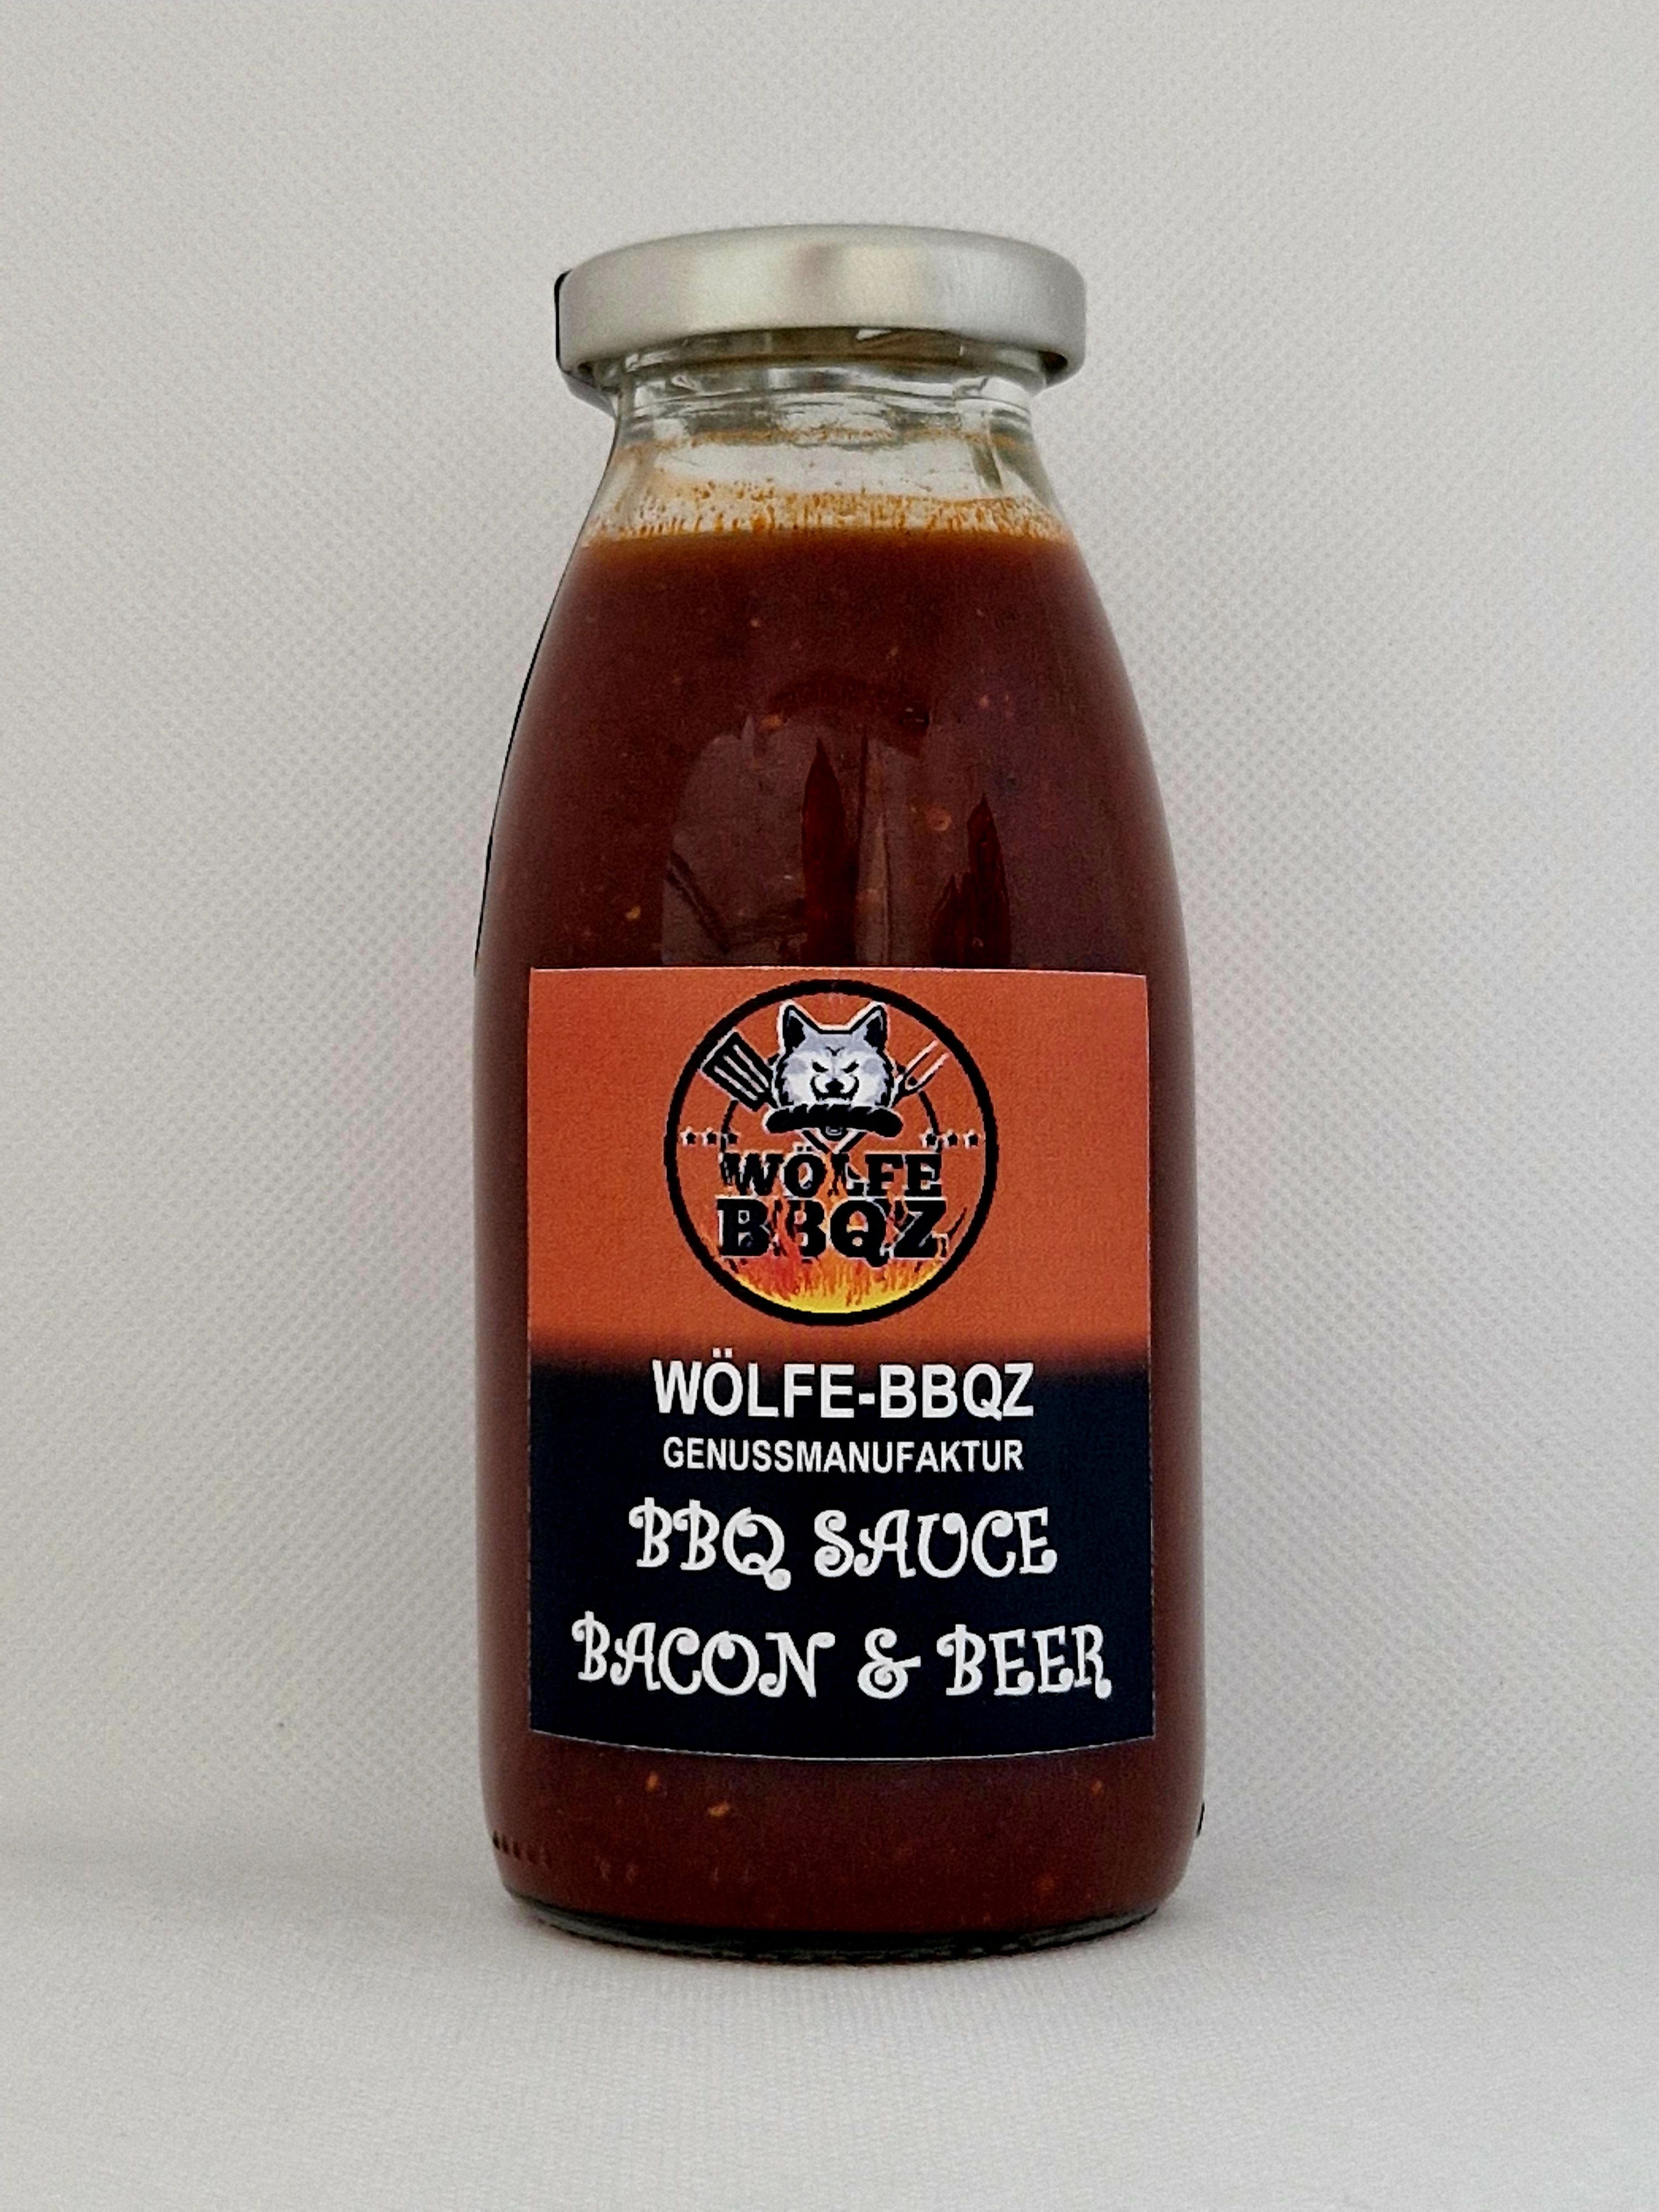 WÖLFE
BBQZ
WÖLFE-BBQZ
GENUSSMANUFAKTUR
BBQ SAUCE
BACON & BEER